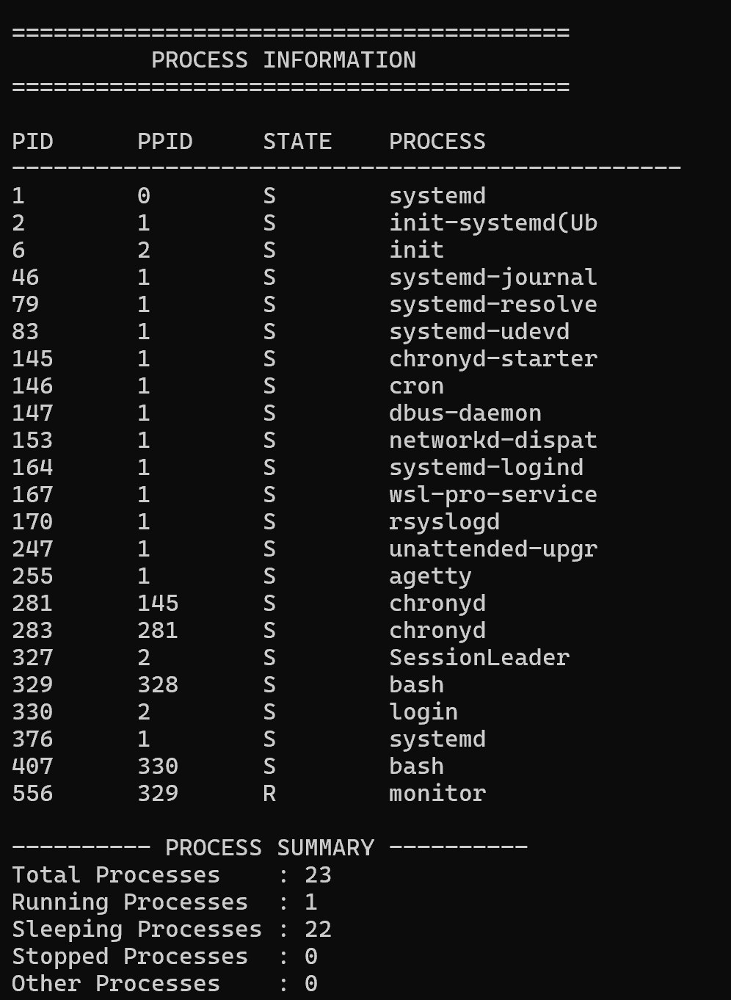 ========================================
          PROCESS INFORMATION
========================================
PID      PPID     STATE    PROCESS
------------------------------------------------
1        0        S        systemd
2        1        S        init-systemd(Ub
6        2        S        init
46       1        S        systemd-journal
79       1        S        systemd-resolve
83       1        S        systemd-udevd
145      1        S        chronyd-starter
146      1        S        cron
147      1        S        dbus-daemon
153      1        S        networkd-dispat
164      1        S        systemd-logind
167      1        S        wsl-pro-service
170      1        S        rsyslogd
247      1        S        unattended-upgr
255      1        S        agetty
281      145      S        chronyd
283      281      S        chronyd
327      2        S        SessionLeader
329      328      S        bash
330      2        S        login
376      1        S        systemd
407      330      S        bash
556      329      R        monitor
---------- PROCESS SUMMARY ----------
Total Processes    : 23
Running Processes  : 1
Sleeping Processes : 22
Stopped Processes  : 0
Other Processes    : 0